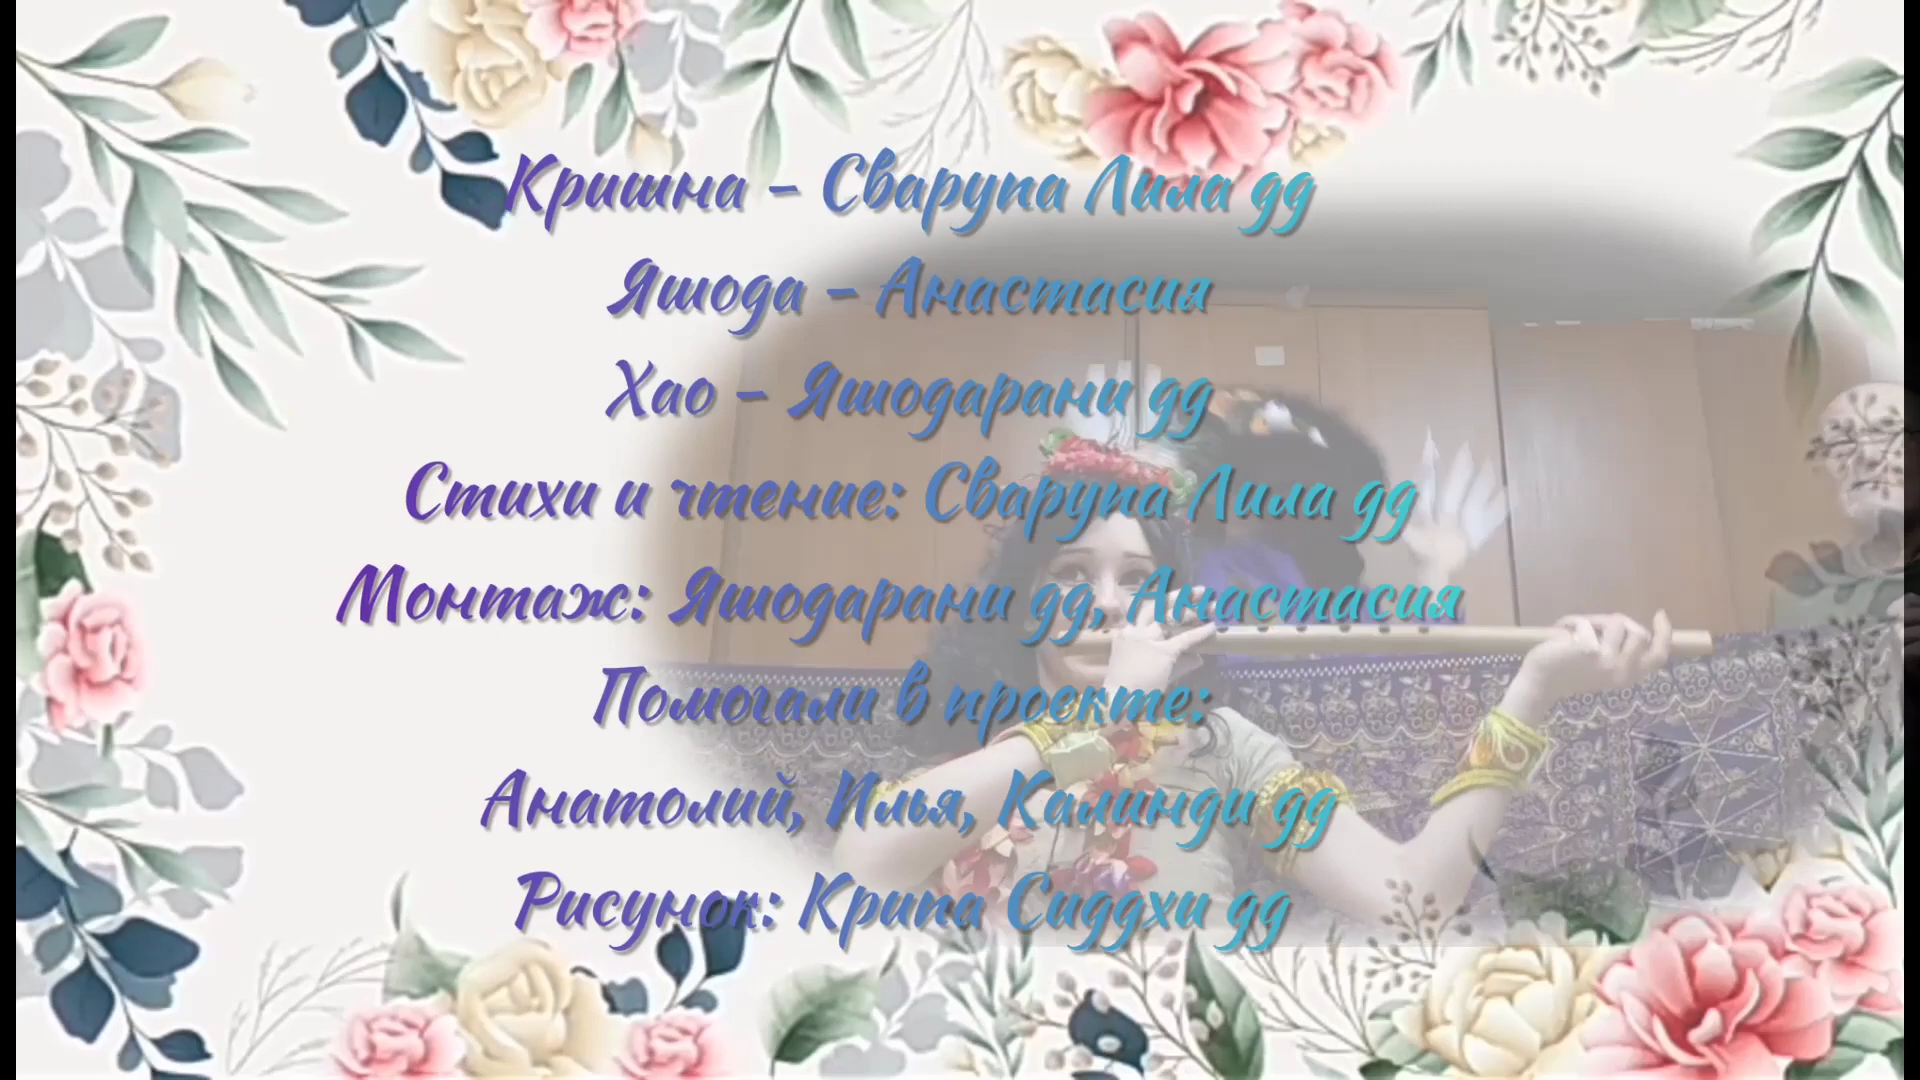 Кришна – Сварупа Лила дд
Яшода – Анастасия
Хао – Яшодарани дд
Стихи и чтение: Сварупа Лила дд
Монтаж: Яшодарани дд, Анастасия
Помогали в проекте:
Анатолий, Илья, Калинди дд
Рисунок: Крипа Сиддхи дд